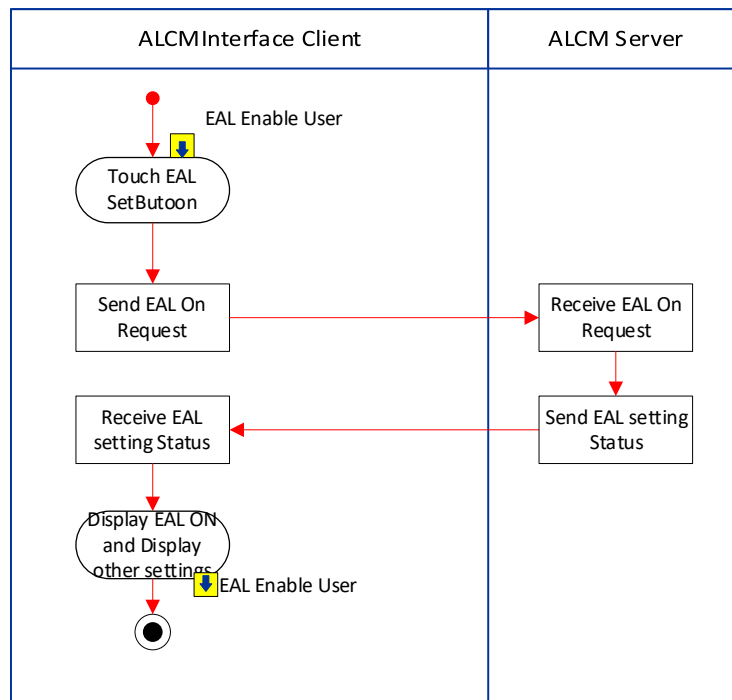 ALCMInterface Client
ALCM Server
EAL Enable User
Touch EAL
SetButoon
Send EAL On
Request
Receive EAL On
Request
Receive EAL
setting Status
Send EAL setting
Status
Display EAL ON
and Display
other settings
EAL Enable User